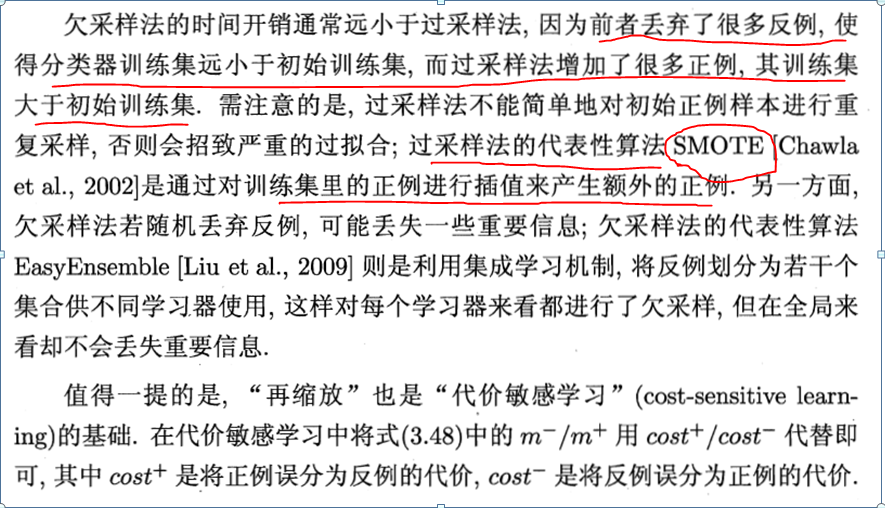 欠采样法的时间开销通常远小于过采样法, 因为前者丢弃了很多反例, 使
得分类器训练集远小于初始训练集, 而过采样法增加了很多正例, 其训练集
大于初始训练集. 需注意的是, 过采样法不能简单地对初始正例样本进行重
复采样, 否则会招致严重的过拟合; 过采样法的代表性算法 SMOTE [Chawla
et al., 2002]是通过对训练集里的正例进行插值来产生额外的正例. 另一方面,
欠采样法若随机丢弃反例, 可能丢失一些重要信息; 欠采样法的代表性算法
EasyEnsemble [Liu et al., 2009] 则是利用集成学习机制, 将反例划分为若干个
集合供不同学习器使用, 这样对每个学习器来看都进行了欠采样, 但在全局来
看却不会丢失重要信息.
值得一提的是, “再缩放”也是“代价敏感学习”(cost-sensitive learn-
ing)的基础. 在代价敏感学习中将式(3.48)中的 m⁻/m⁺ 用 cost⁺/cost⁻ 代替即
可, 其中 cost⁺ 是将正例误分为反例的代价, cost⁻ 是将反例误分为正例的代价.